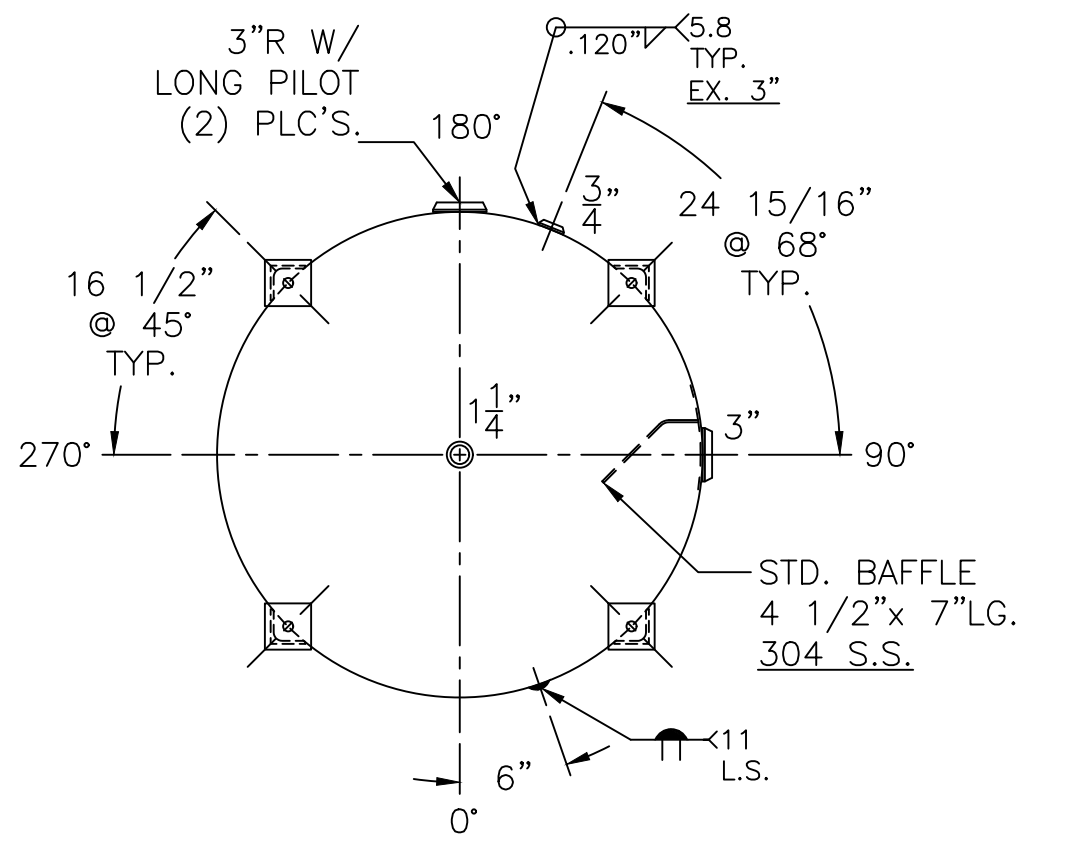 3"R W/
LONG PILOT
(2) PLC'S.
180°
.120"
5.8
TYP.
EX. 3"
3/4"
24 15/16"
@ 68°
TYP.
16 1/2"
@ 45°
TYP.
1 1/4"
3"
270°
90°
STD. BAFFLE
4 1/2"x 7"LG.
304 S.S.
11
L.S.
6"
0°